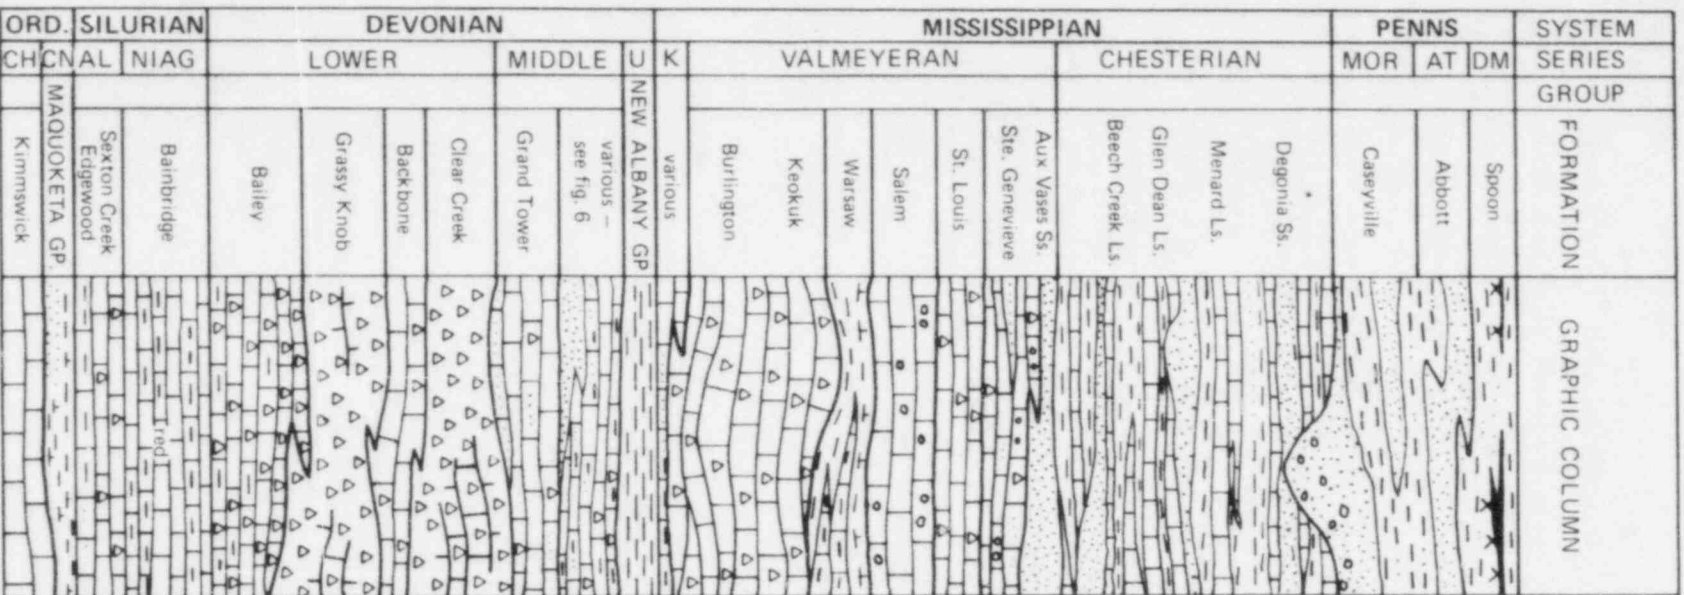 ORD. SILURIAN DEVONIAN MISSISSIPPIAN PENNS SYSTEM
CH CN AL NIAG LOWER MIDDLE U K VALMEYERAN CHESTERIAN MOR AT DM SERIES
GROUP
Kimmswick
MAQUOKETA GP.
Sexton Creek
Edgewood
Bainbridge
Bailey
Grassy Knob
Backbone
Clear Creek
Grand Tower
various –
see fig. 6
NEW ALBANY GP
various
Burlington
Keokuk
Warsaw
Salem
St. Louis
Ste. Genevieve
Aux Vases Ss.
Beech Creek Ls.
Glen Dean Ls.
Menard Ls.
Degonia Ss.
Caseyville
Abbott
Spoon
FORMATION
(red)
GRAPHIC COLUMN